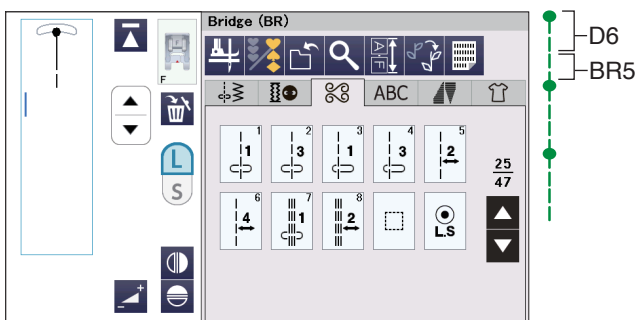 Bridge (BR)
F
A-F
ABC
L
S
1 1
2 3
3 1
4 3
5 2
25
47
6 4
7 1
8 2
L.S
D6
BR5